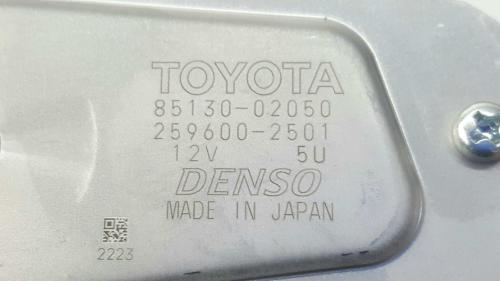 TOYOTA
85130-02050
259600-2501
12V 5U
DENSO
MADE IN JAPAN
2223